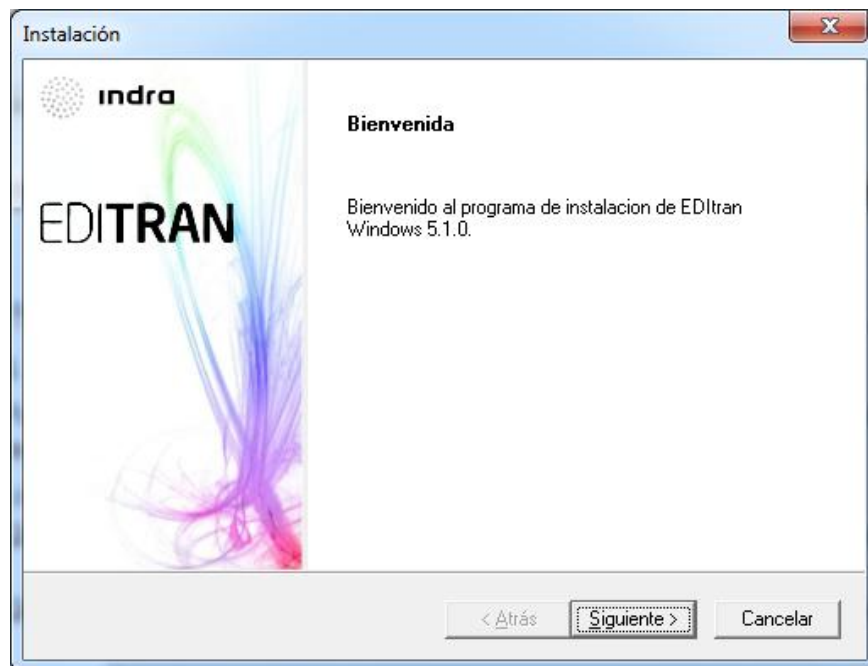 Instalación
indra
EDITRAN
Bienvenida
Bienvenido al programa de instalacion de EDItran
Windows 5.1.0.
< Atrás
Siguiente >
Cancelar